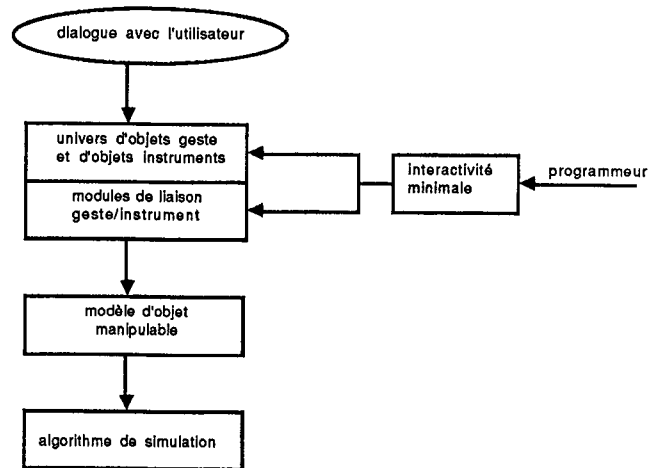 dialogue avec l'utilisateur
univers d'objets geste
et d'objets instruments
modules de liaison
geste/instrument
interactivité
minimale
programmeur
modèle d'objet
manipulable
algorithme de simulation